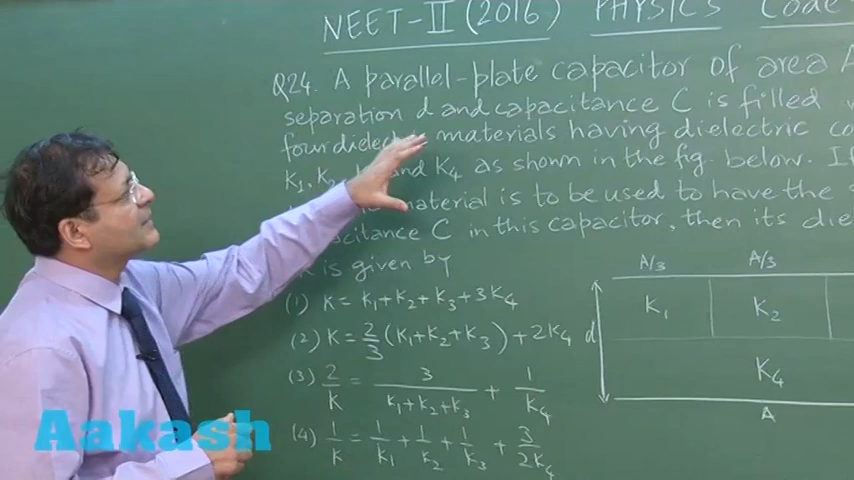 NEET-II (2016) PHYSICS Code
Q24. A parallel-plate capacitor of area A
separation d and capacitance C is filled
four dielectric materials having dielectric co
K₁, K₂, and K₄ as shown in the fig. below. If
material is to be used to have the s
capacitance C in this capacitor, then its die
K is given by
(1) K = K₁+K₂+K₃+3K₄
(2) K = 2/3 (K₁+K₂+K₃) + 2K₄
(3) 2/K = 3/(K₁+K₂+K₃) + 1/K₄
(4) 1/K = 1/K₁ + 1/K₂ + 1/K₃ + 3/2K₄
A/3 A/3
K₁ K₂
d
K₄
A
Aakash